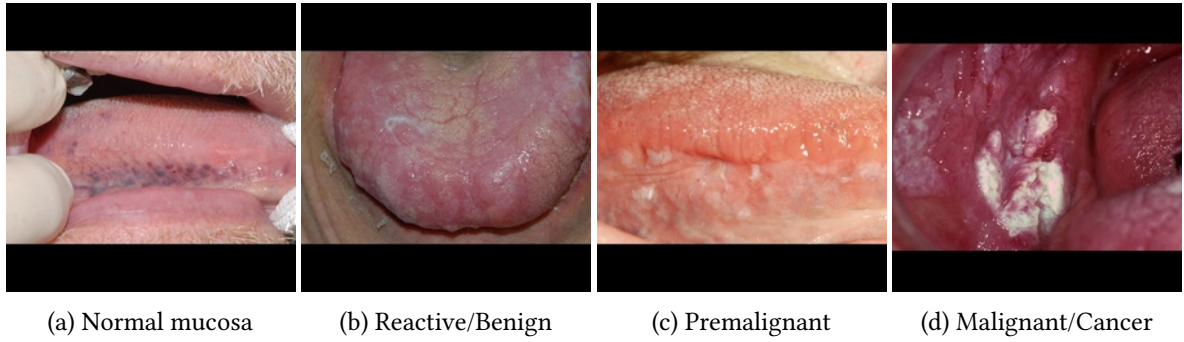 (a) Normal mucosa
(b) Reactive/Benign
(c) Premalignant
(d) Malignant/Cancer